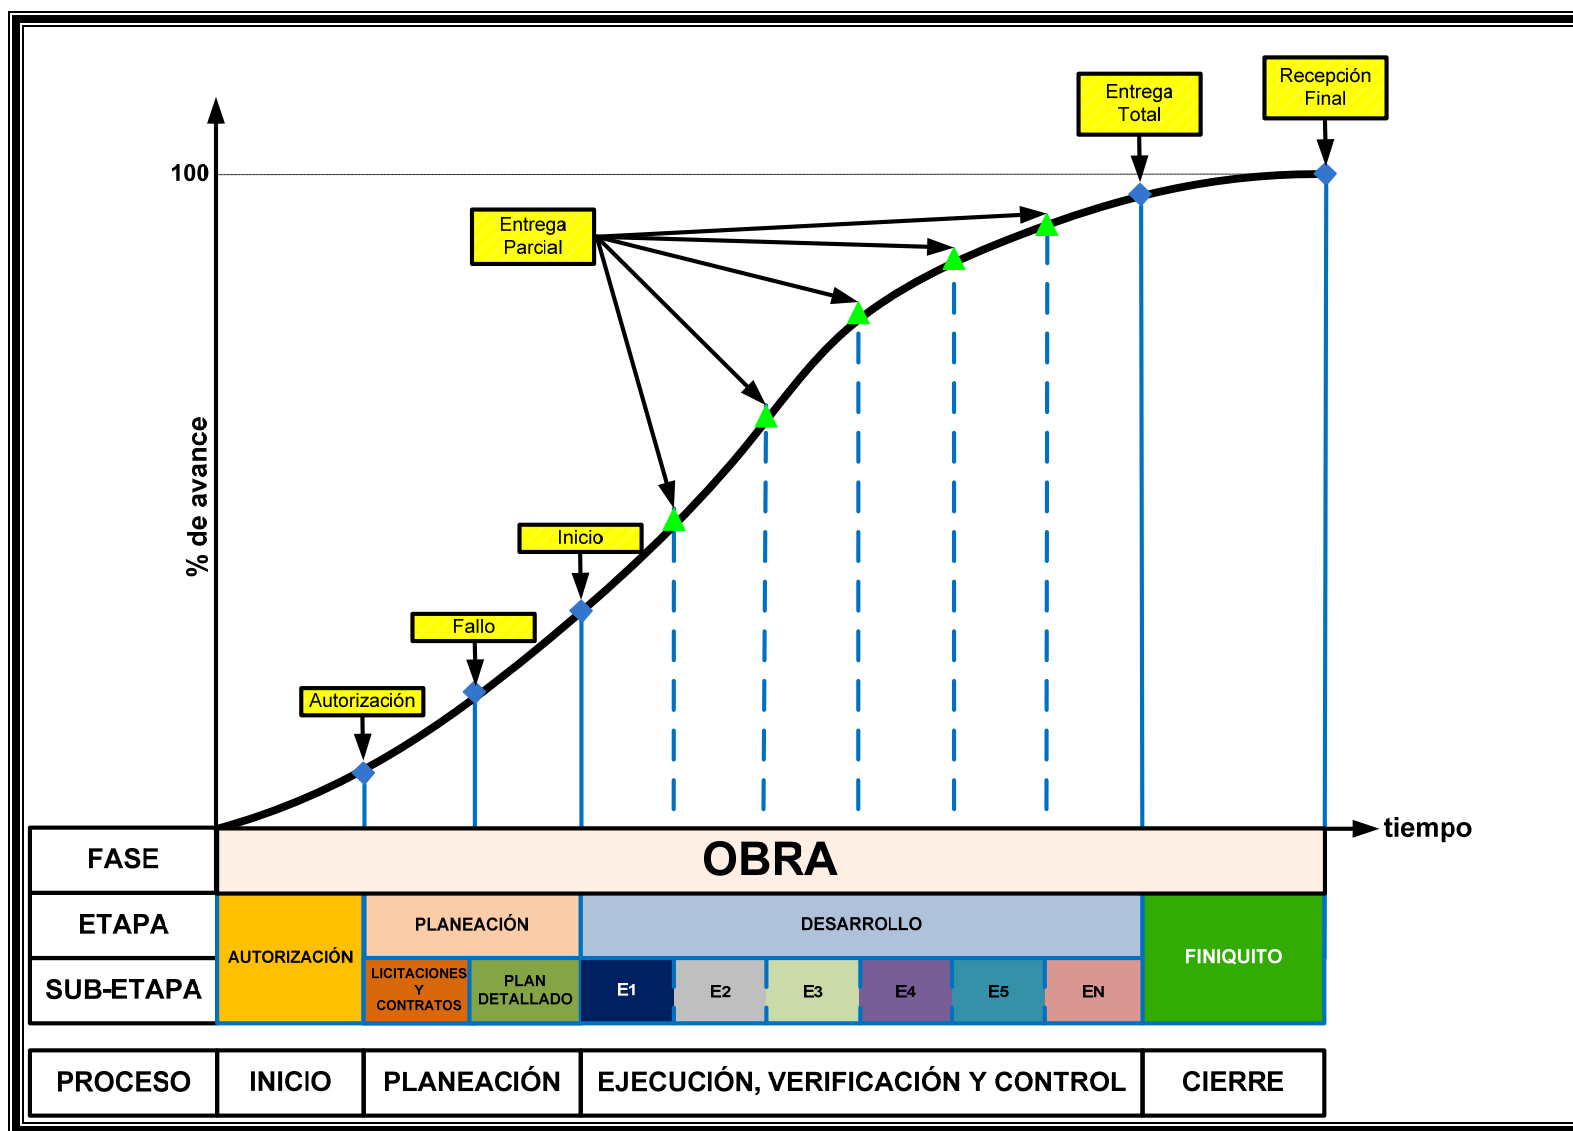 Recepción
Final
Entrega
Total
100
Entrega
Parcial
% de avance
Inicio
Fallo
Autorización
tiempo
FASE
OBRA
ETAPA
AUTORIZACIÓN
PLANEACIÓN
DESARROLLO
FINIQUITO
SUB-ETAPA
LICITACIONES
Y
CONTRATOS
PLAN
DETALLADO
E1
E2
E3
E4
E5
EN
PROCESO
INICIO
PLANEACIÓN
EJECUCIÓN, VERIFICACIÓN Y CONTROL
CIERRE